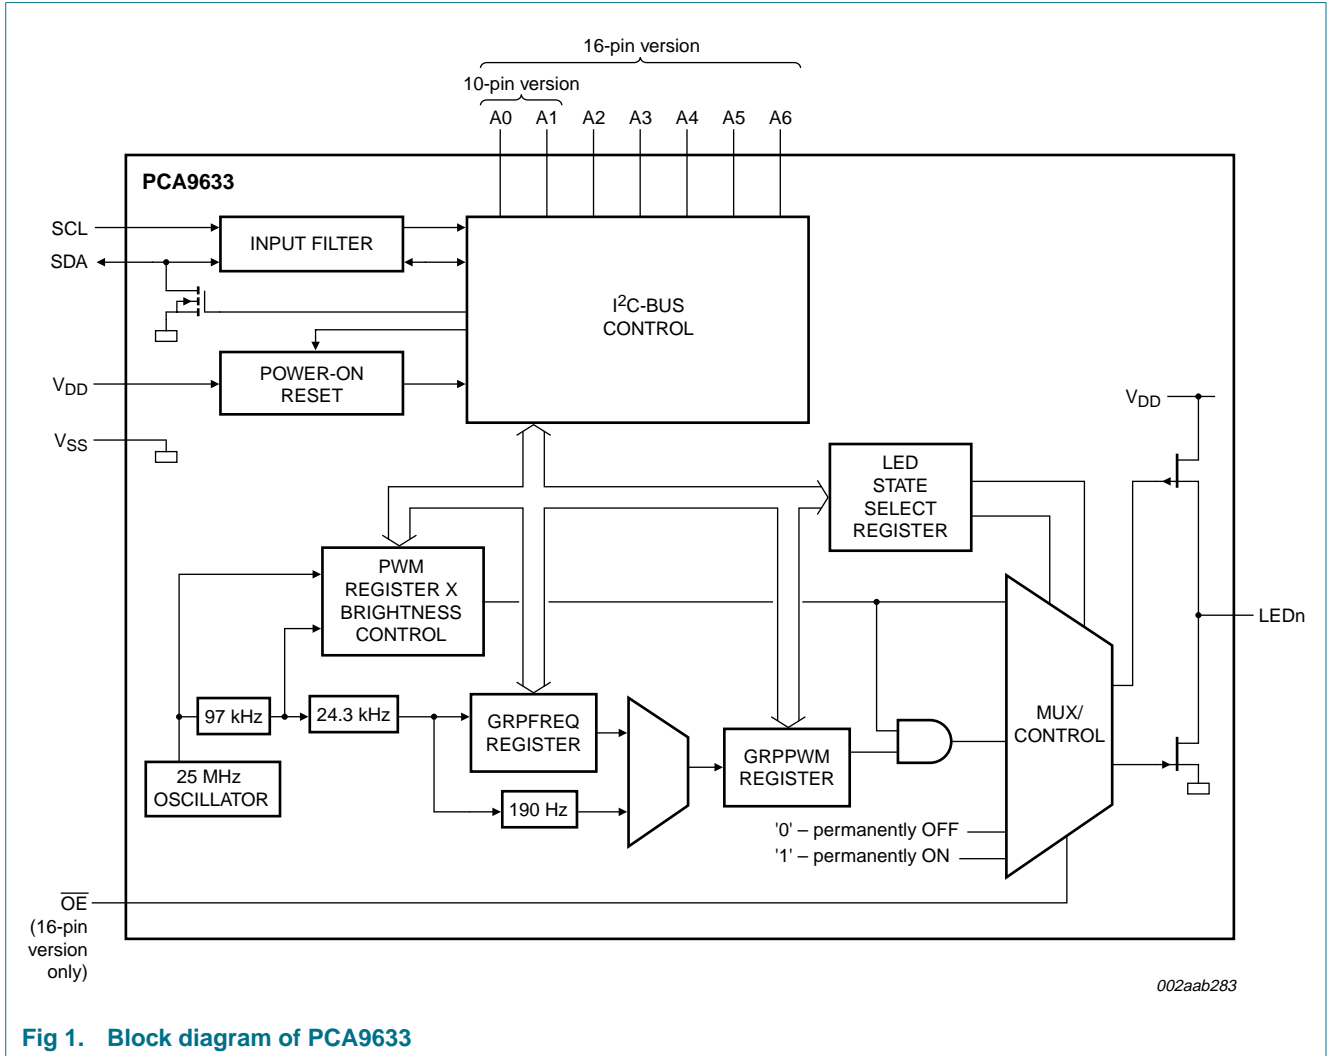 16-pin version
10-pin version
A0 A1 A2 A3 A4 A5 A6
PCA9633
SCL
SDA
INPUT FILTER
I2C-BUS
CONTROL
POWER-ON
RESET
VDD
VSS
VDD
LED
STATE
SELECT
REGISTER
PWM
REGISTER X
BRIGHTNESS
CONTROL
LEDn
97 kHz
24.3 kHz
GRPFREQ
REGISTER
MUX/
CONTROL
GRPPWM
REGISTER
25 MHz
OSCILLATOR
190 Hz
'0' – permanently OFF
'1' – permanently ON
OE
(16-pin
version
only)
002aab283
Fig 1. Block diagram of PCA9633